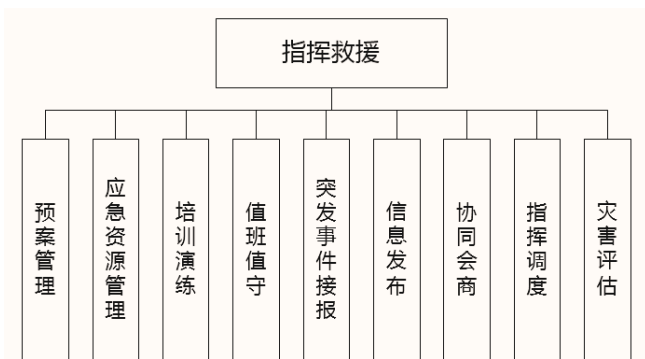 指挥救援
预案管理
应急资源管理
培训演练
值班值守
突发事件接报
信息发布
协同会商
指挥调度
灾害评估